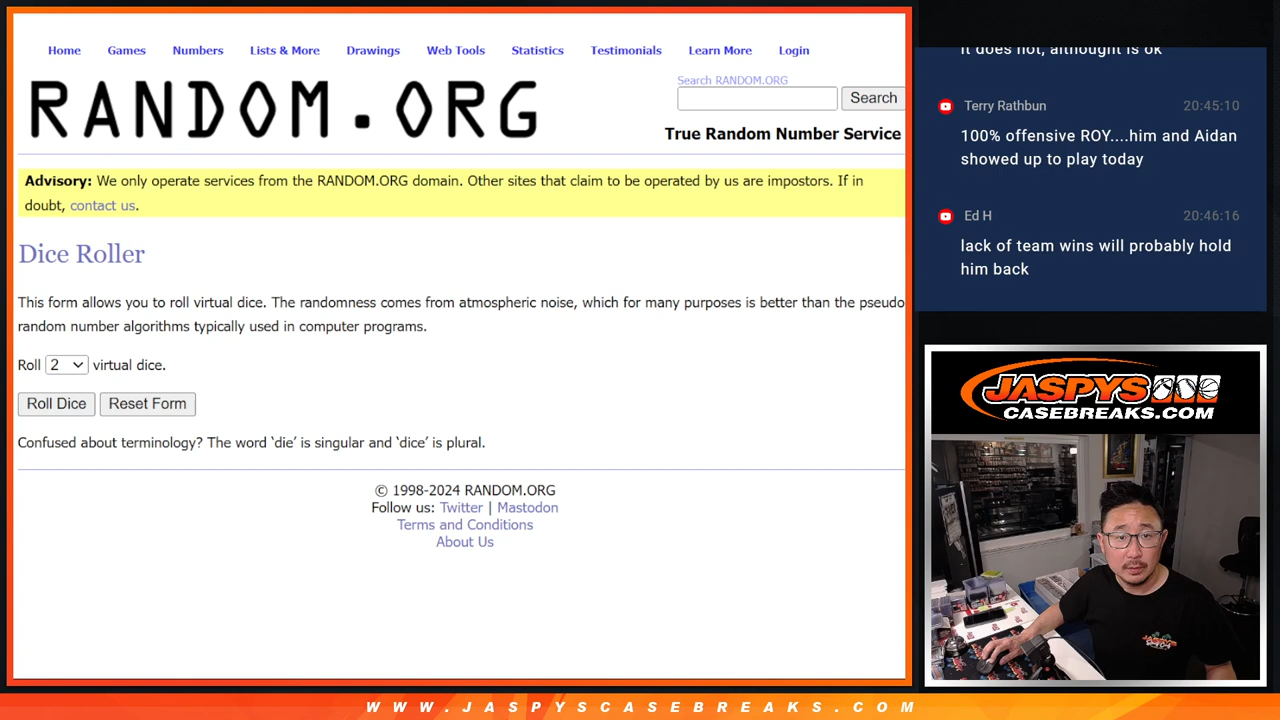 Home Games Numbers Lists & More Drawings Web Tools Statistics Testimonials Learn More Login
RANDOM.ORG
Search RANDOM.ORG
Search
True Random Number Service
Advisory: We only operate services from the RANDOM.ORG domain. Other sites that claim to be operated by us are impostors. If in
doubt, contact us.
Dice Roller
This form allows you to roll virtual dice. The randomness comes from atmospheric noise, which for many purposes is better than the pseudo
random number algorithms typically used in computer programs.
Roll 2 virtual dice.
Roll Dice Reset Form
Confused about terminology? The word ‘die’ is singular and ‘dice’ is plural.
© 1998-2024 RANDOM.ORG
Follow us: Twitter | Mastodon
Terms and Conditions
About Us
it does not, althought is ok
Terry Rathbun 20:45:10
100% offensive ROY....him and Aidan
showed up to play today
Ed H 20:46:16
lack of team wins will probably hold
him back
JASPYS
CASEBREAKS.COM
WWW.JASPYSCASEBREAKS.COM